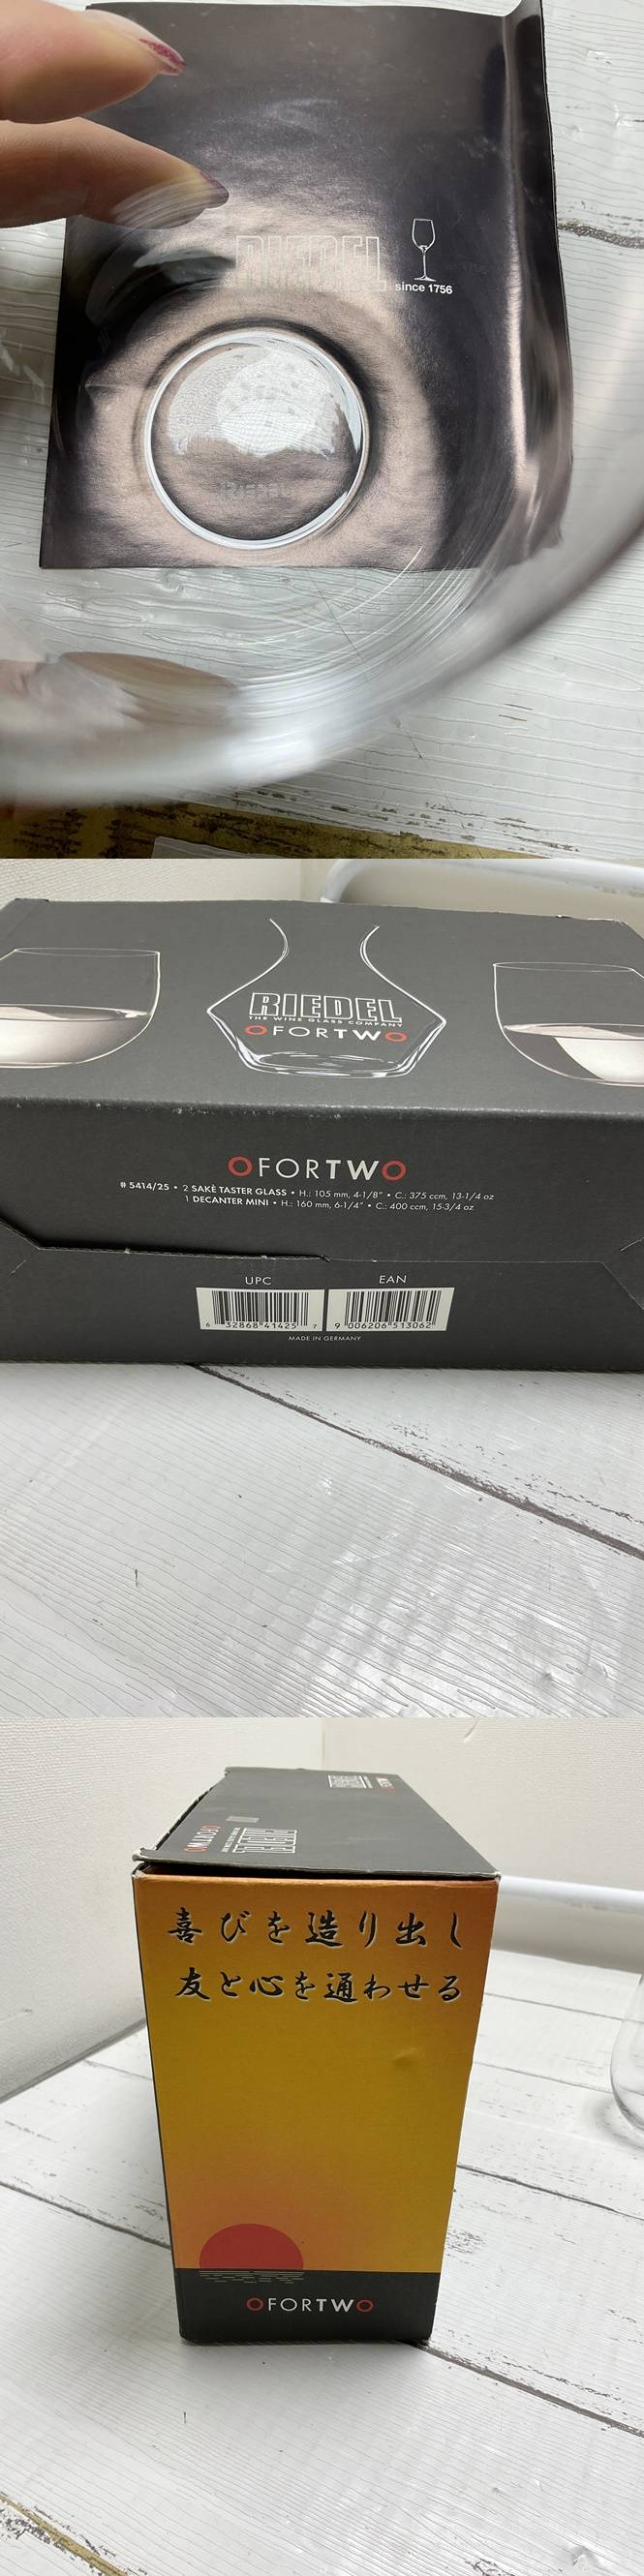 RIEDEL
since 1756
RIEDEL
RIEDEL
THE WINE GLASS COMPANY
OFORTWO
OFORTWO
# 5414/25 • 2 SAKÈ TASTER GLASS • H.: 105 mm, 4-1/8" • C.: 375 ccm, 13-1/4 oz
1 DECANTER MINI • H.: 160 mm, 6-1/4" • C.: 400 ccm, 15-3/4 oz
UPC EAN
6 32868 41425 7 9 006206 513062
MADE IN GERMANY
RIEDEL
OFORTWO
喜びを造り出し
友と心を通わせる
OFORTWO